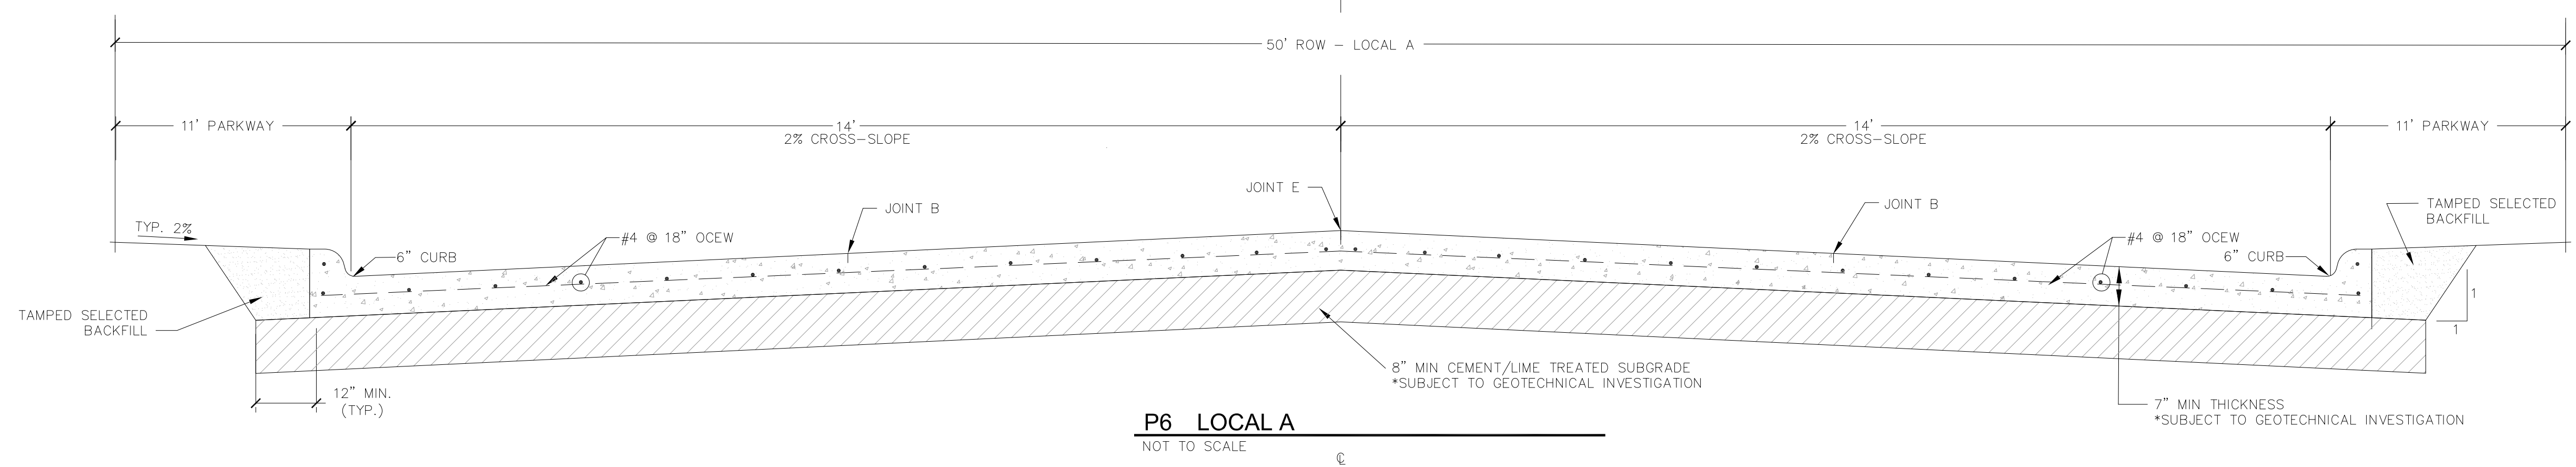 50' ROW – LOCAL A
11' PARKWAY
14'
2% CROSS–SLOPE
14'
2% CROSS–SLOPE
11' PARKWAY
TYP. 2%
6" CURB
#4 @ 18" OCEW
JOINT B
JOINT E
JOINT B
#4 @ 18" OCEW
6" CURB
TAMPED SELECTED
BACKFILL
1
1
TAMPED SELECTED
BACKFILL
12" MIN.
(TYP.)
8" MIN CEMENT/LIME TREATED SUBGRADE
*SUBJECT TO GEOTECHNICAL INVESTIGATION
7" MIN THICKNESS
*SUBJECT TO GEOTECHNICAL INVESTIGATION
P6 LOCAL A
NOT TO SCALE
℄